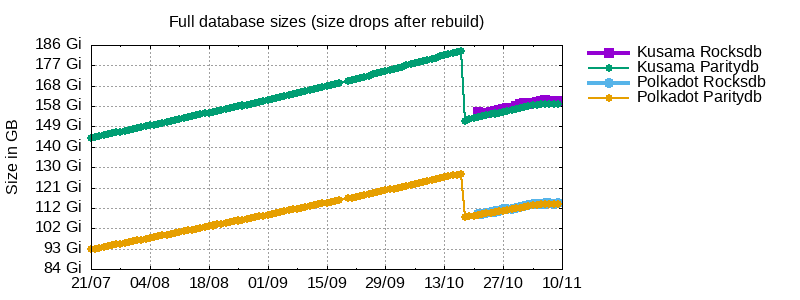 Full database sizes (size drops after rebuild)
Size in GB
186 Gi
177 Gi
168 Gi
158 Gi
149 Gi
140 Gi
130 Gi
121 Gi
112 Gi
102 Gi
93 Gi
84 Gi
21/07 04/08 18/08 01/09 15/09 29/09 13/10 27/10 10/11
Kusama Rocksdb
Kusama Paritydb
Polkadot Rocksdb
Polkadot Paritydb